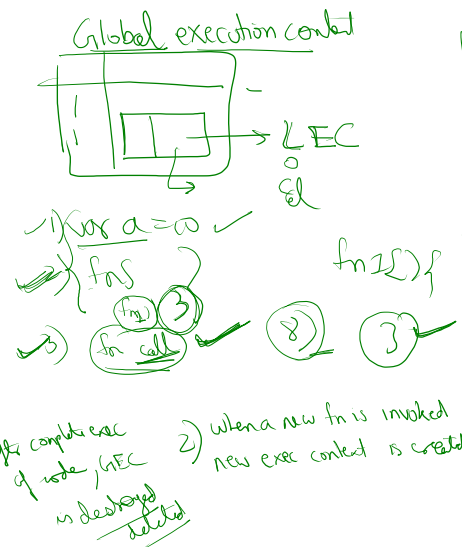 Global execution context
LEC
o
El
1) var a = 10
2) fns
fn1() {
fn1) 3
3) fn call
8
3
after complete exec
of code, GEC
is destroyed
deleted
2) when a new fn is invoked
new exec context is created